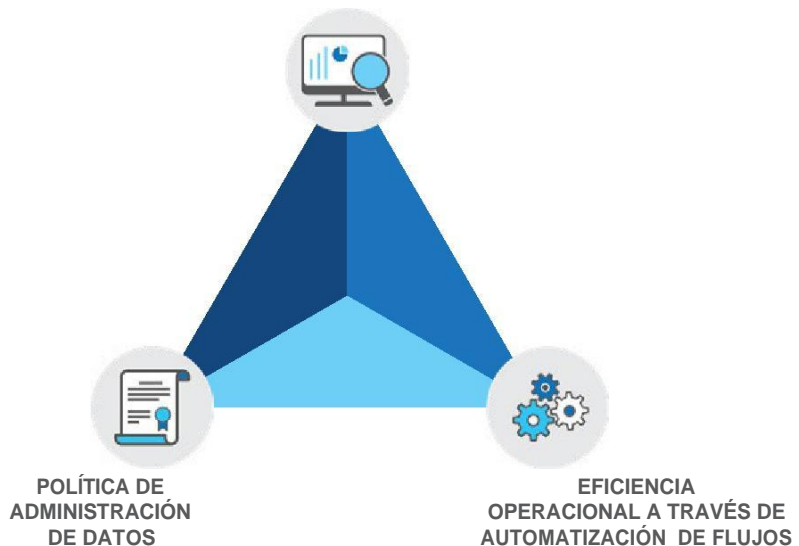 POLÍTICA DE
ADMINISTRACIÓN
DE DATOS
EFICIENCIA
OPERACIONAL A TRAVÉS DE
AUTOMATIZACIÓN DE FLUJOS